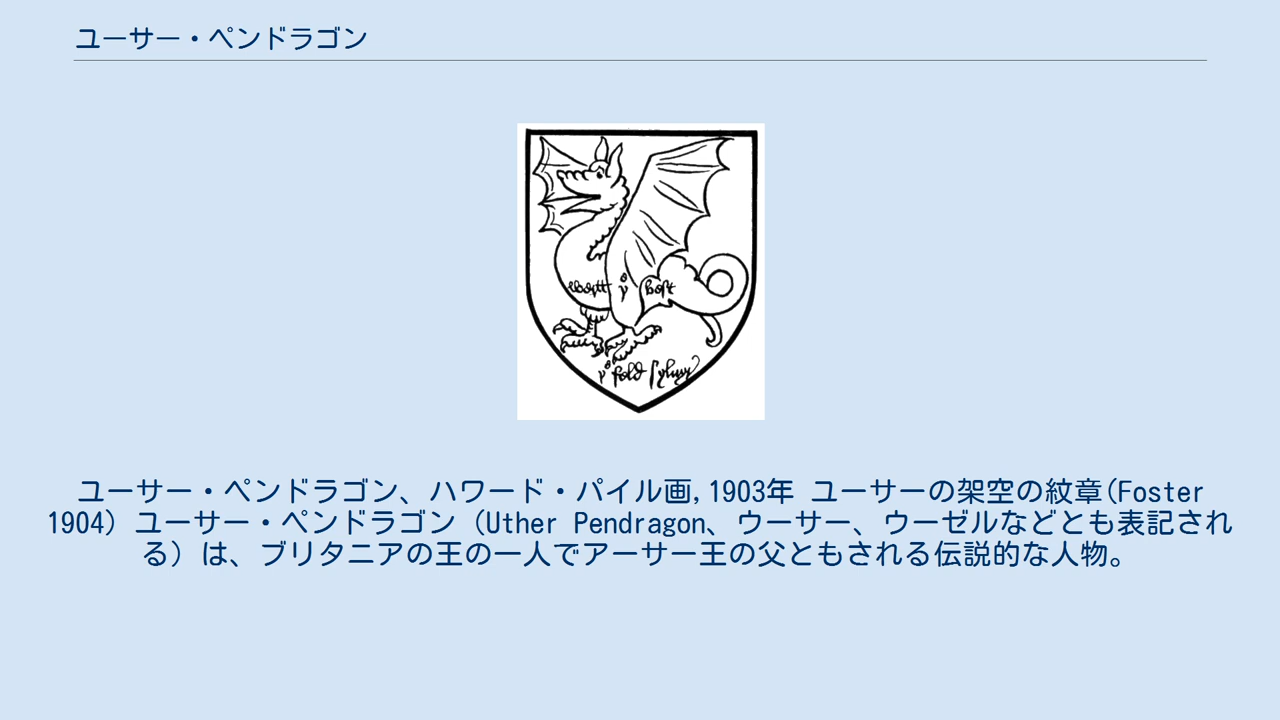 ユーサー・ペンドラゴン
ユーサー・ペンドラゴン、ハワード・パイル画,1903年 ユーサーの架空の紋章(Foster
1904) ユーサー・ペンドラゴン（Uther Pendragon、ウーサー、ウーゼルなどとも表記され
る）は、ブリタニアの王の一人でアーサー王の父ともされる伝説的な人物。